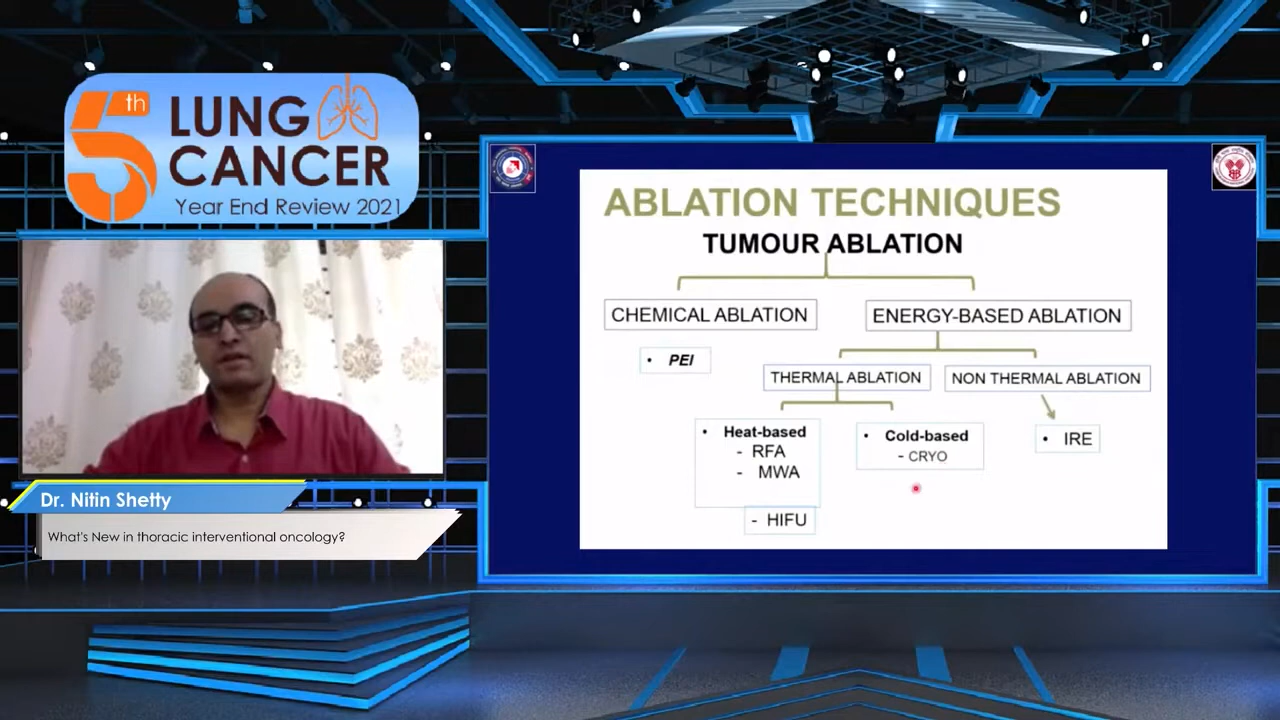 5th
LUNG
CANCER
Year End Review 2021
ABLATION TECHNIQUES
TUMOUR ABLATION
CHEMICAL ABLATION
ENERGY-BASED ABLATION
• PEI
THERMAL ABLATION
NON THERMAL ABLATION
• Heat-based
- RFA
- MWA
- HIFU
• Cold-based
- CRYO
• IRE
Dr. Nitin Shetty
What's New in thoracic interventional oncology?